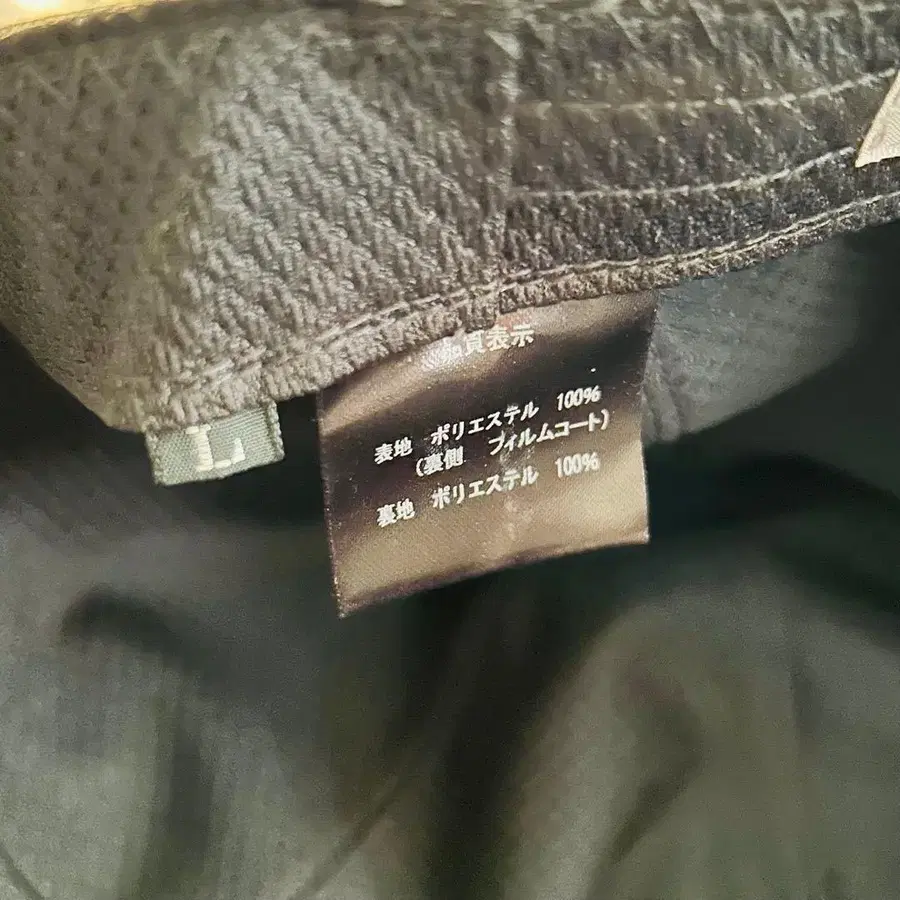 品質表示
表地 ポリエステル 100%
(裏側 フィルムコート)
裏地 ポリエステル 100%
L